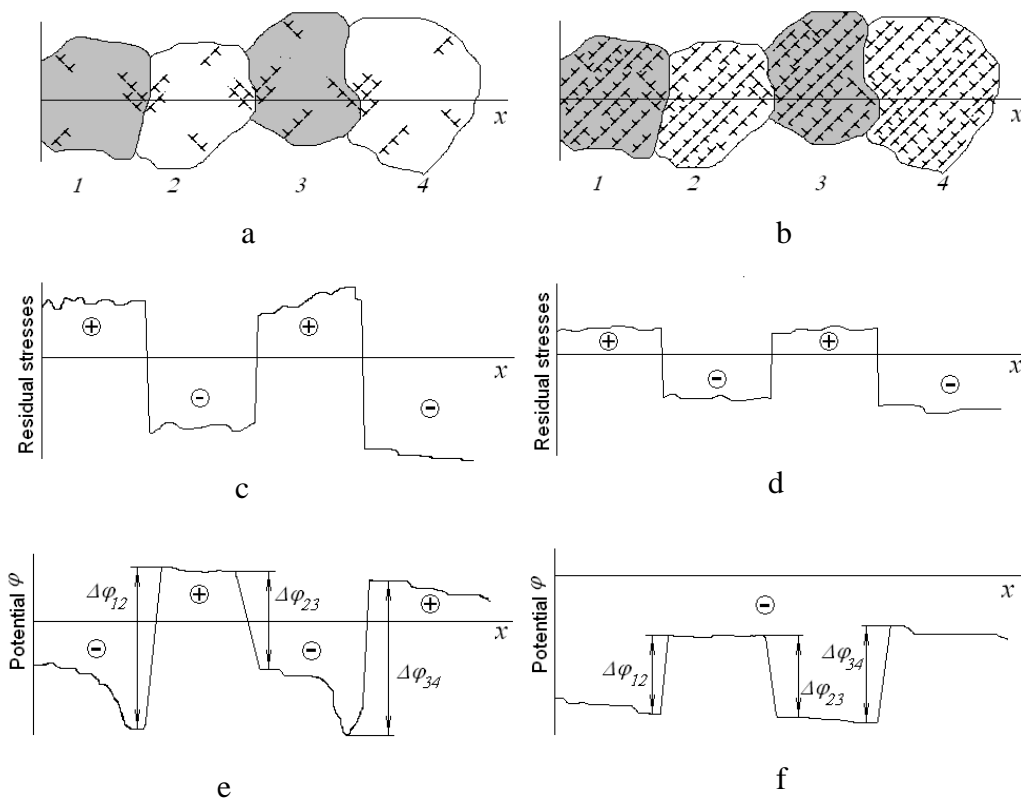 x
x
1 2 3 4
1 2 3 4
a
b
Residual stresses
+
+
-
-
x
c
Residual stresses
+
+
-
-
x
d
Potential φ
Δφ12
+
Δφ23
-
-
+
Δφ34
x
e
Potential φ
x
-
Δφ12
Δφ23
Δφ34
f